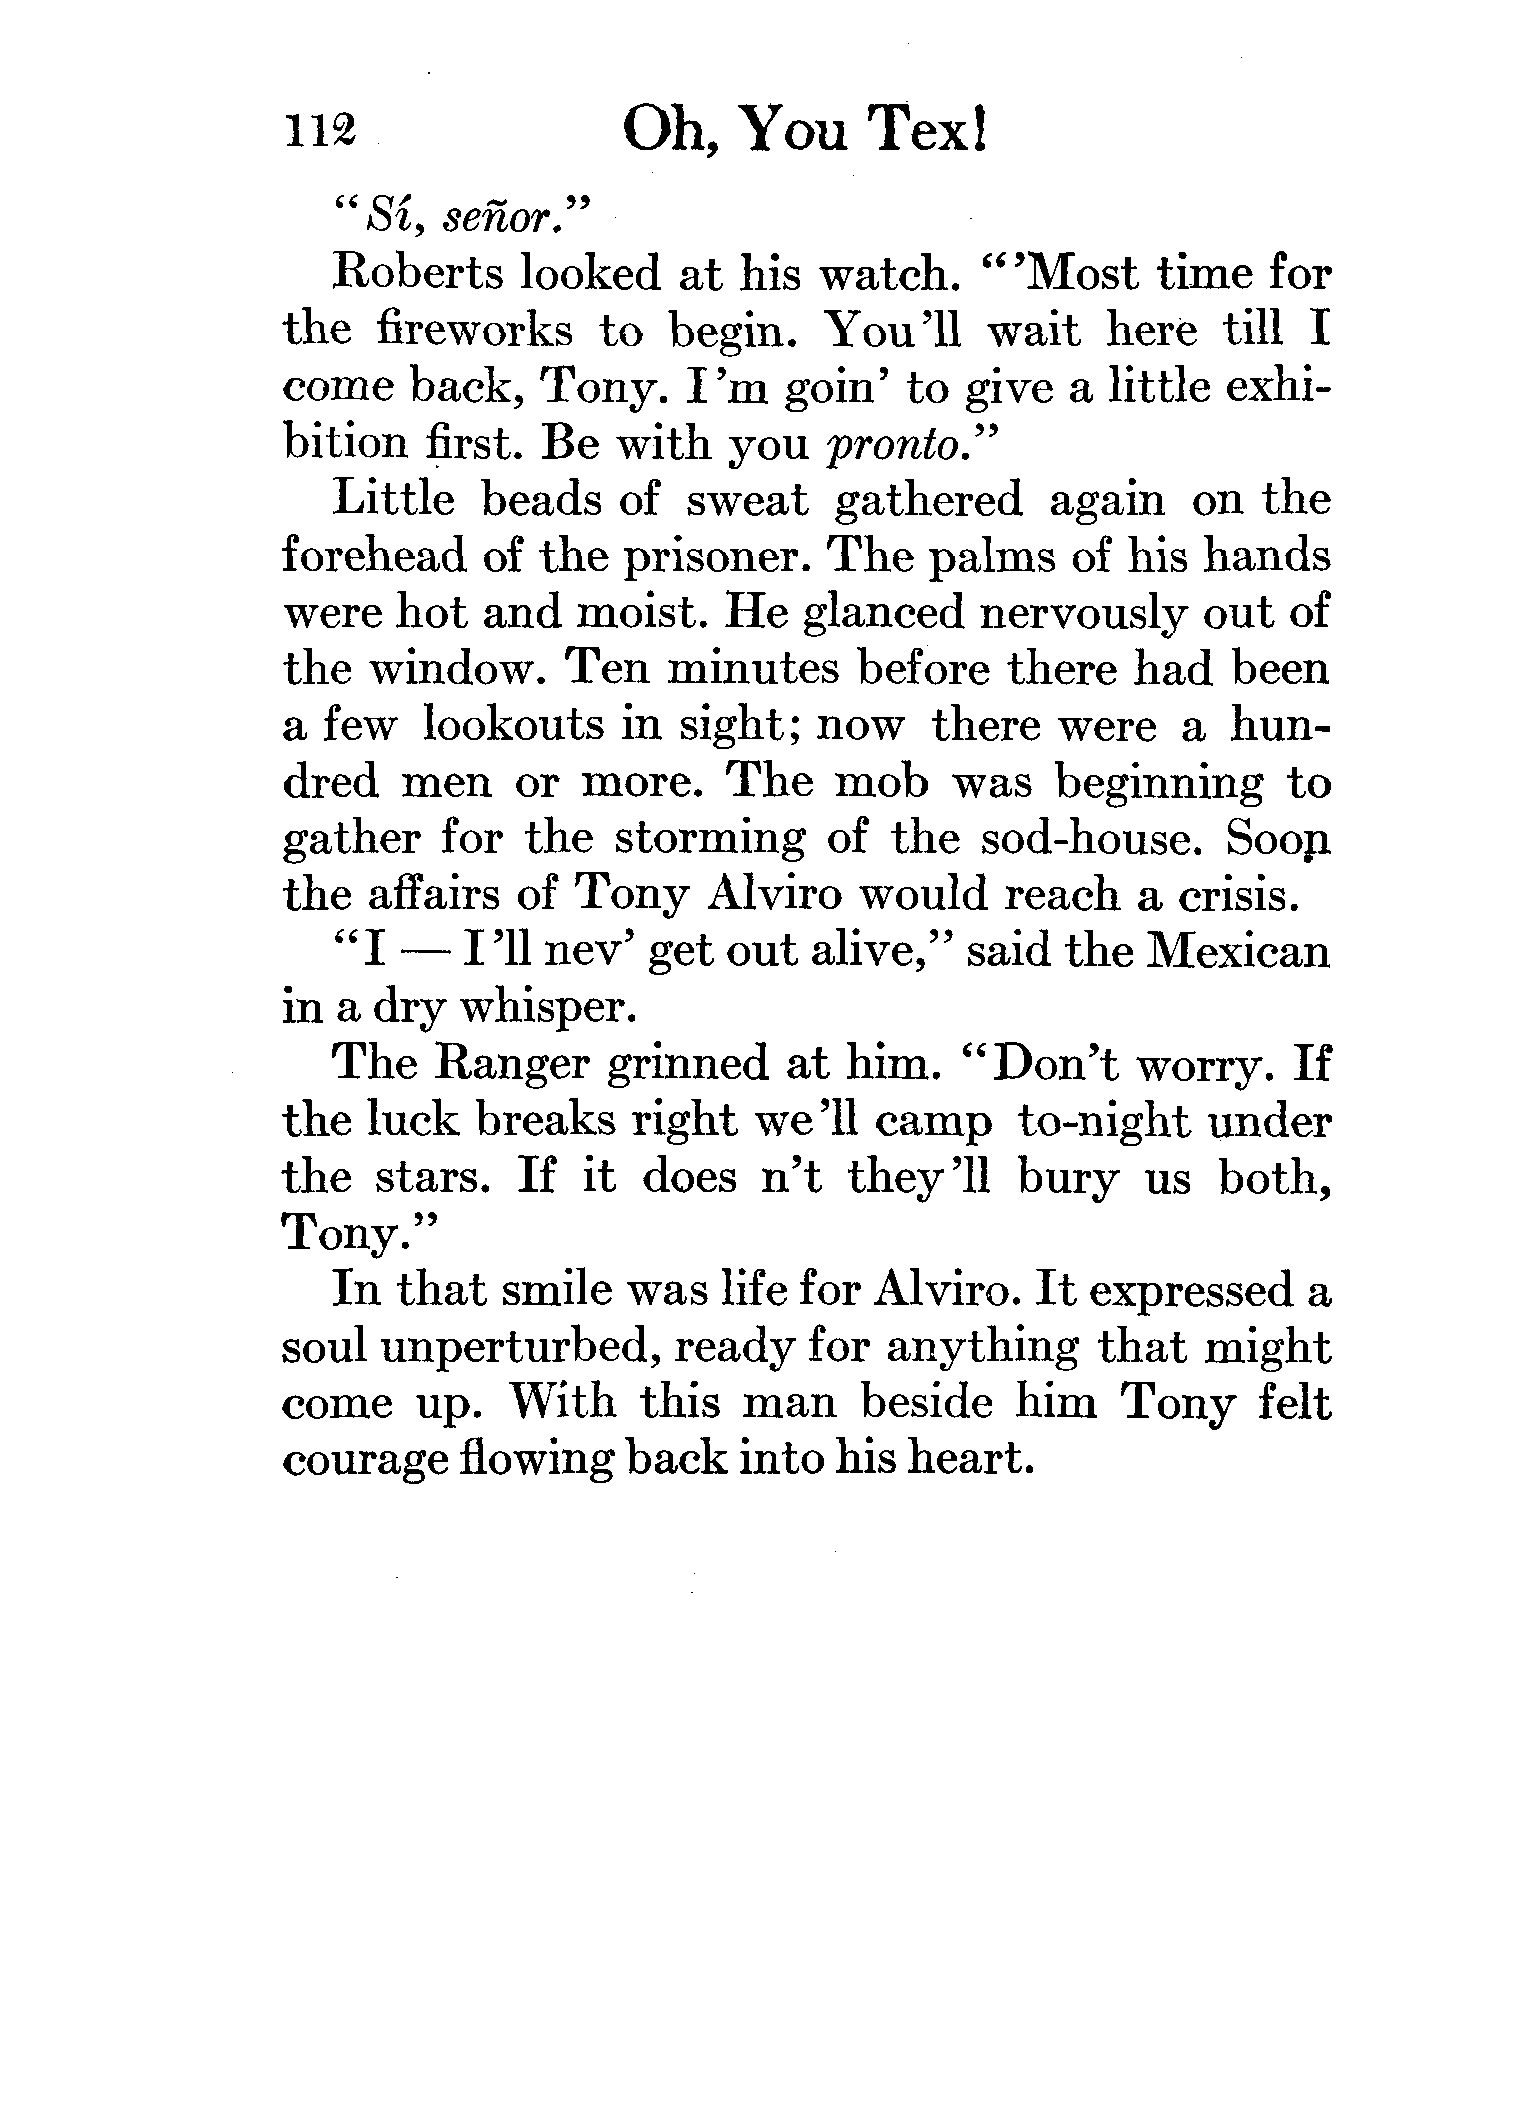 112 Oh, You Tex!
"Sí, señor."
Roberts looked at his watch. "'Most time for
the fireworks to begin. You'll wait here till I
come back, Tony. I'm goin' to give a little exhi-
bition first. Be with you pronto."
Little beads of sweat gathered again on the
forehead of the prisoner. The palms of his hands
were hot and moist. He glanced nervously out of
the window. Ten minutes before there had been
a few lookouts in sight; now there were a hun-
dred men or more. The mob was beginning to
gather for the storming of the sod-house. Soon
the affairs of Tony Alviro would reach a crisis.
"I — I'll nev' get out alive," said the Mexican
in a dry whisper.
The Ranger grinned at him. "Don't worry. If
the luck breaks right we'll camp to-night under
the stars. If it does n't they'll bury us both,
Tony."
In that smile was life for Alviro. It expressed a
soul unperturbed, ready for anything that might
come up. With this man beside him Tony felt
courage flowing back into his heart.